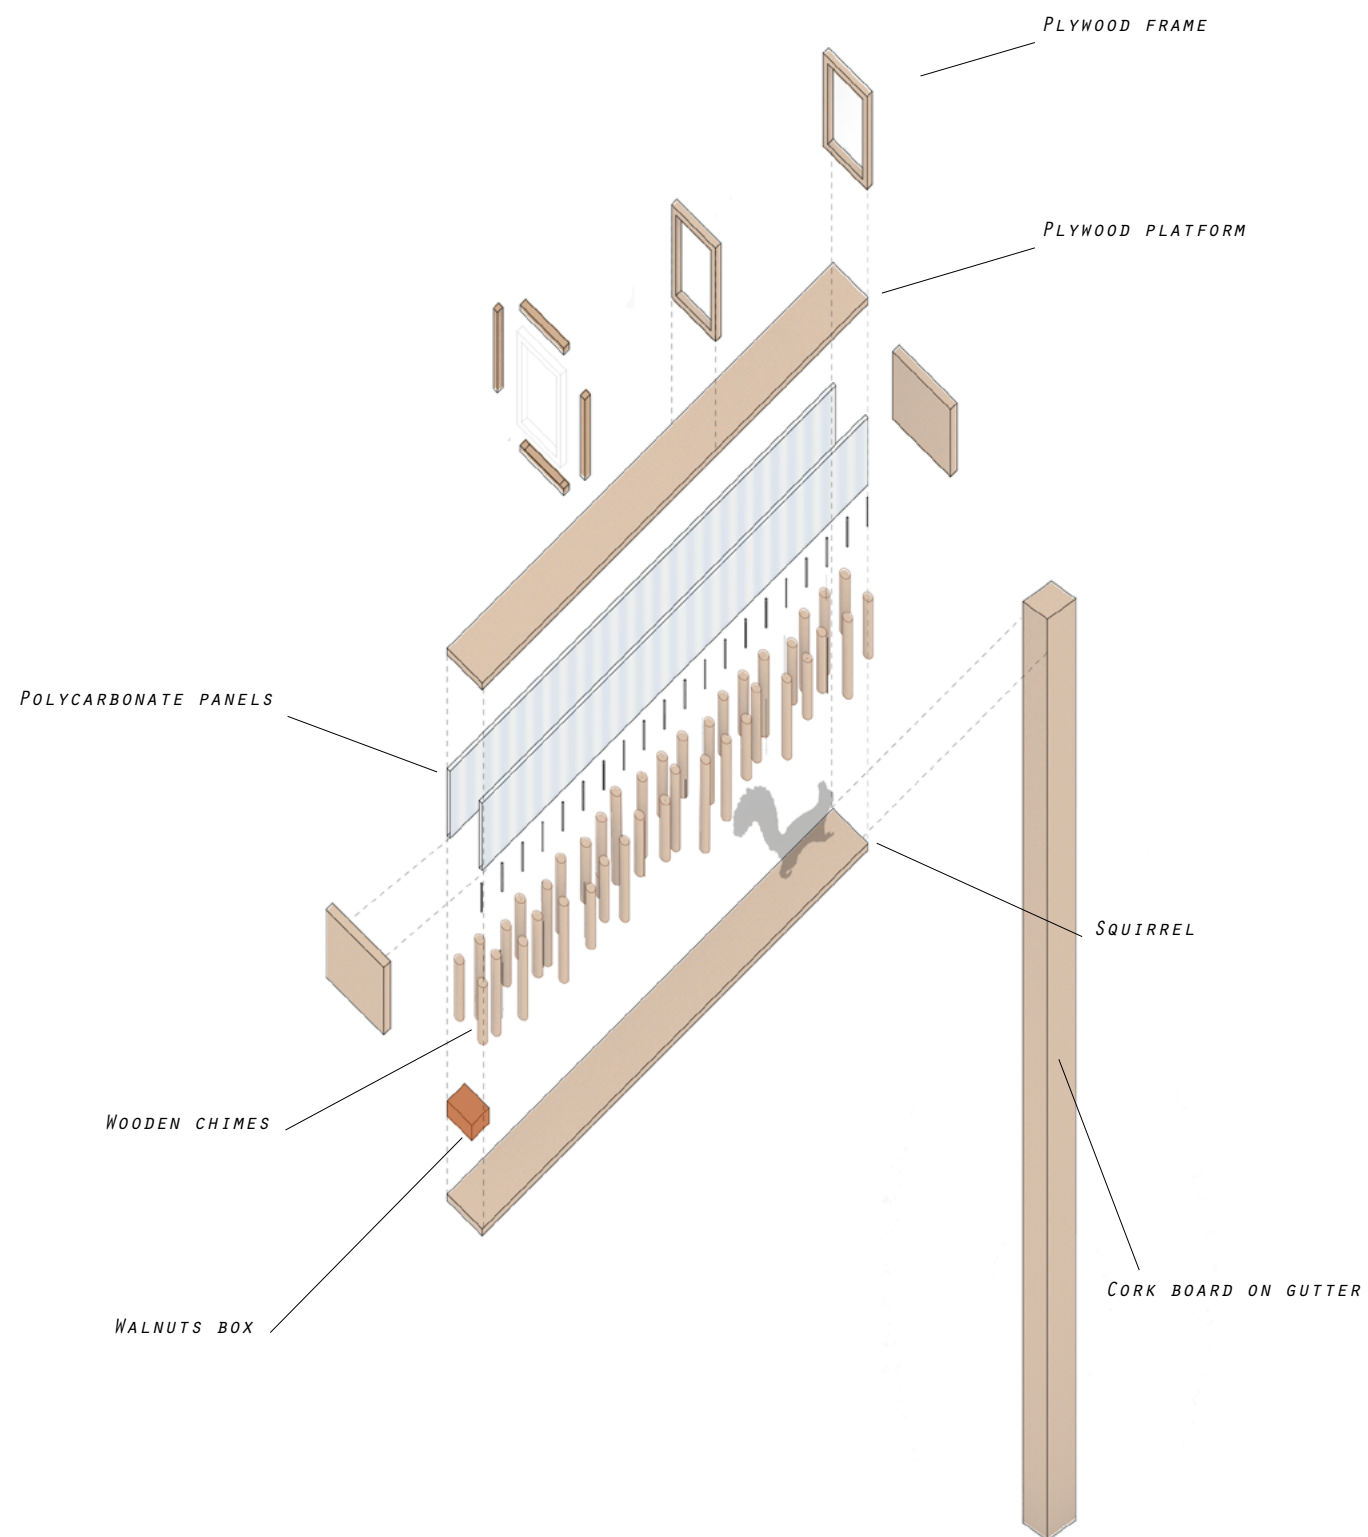 Plywood frame
Plywood platform
Polycarbonate panels
Squirrel
Wooden chimes
Cork board on gutter
Walnuts box